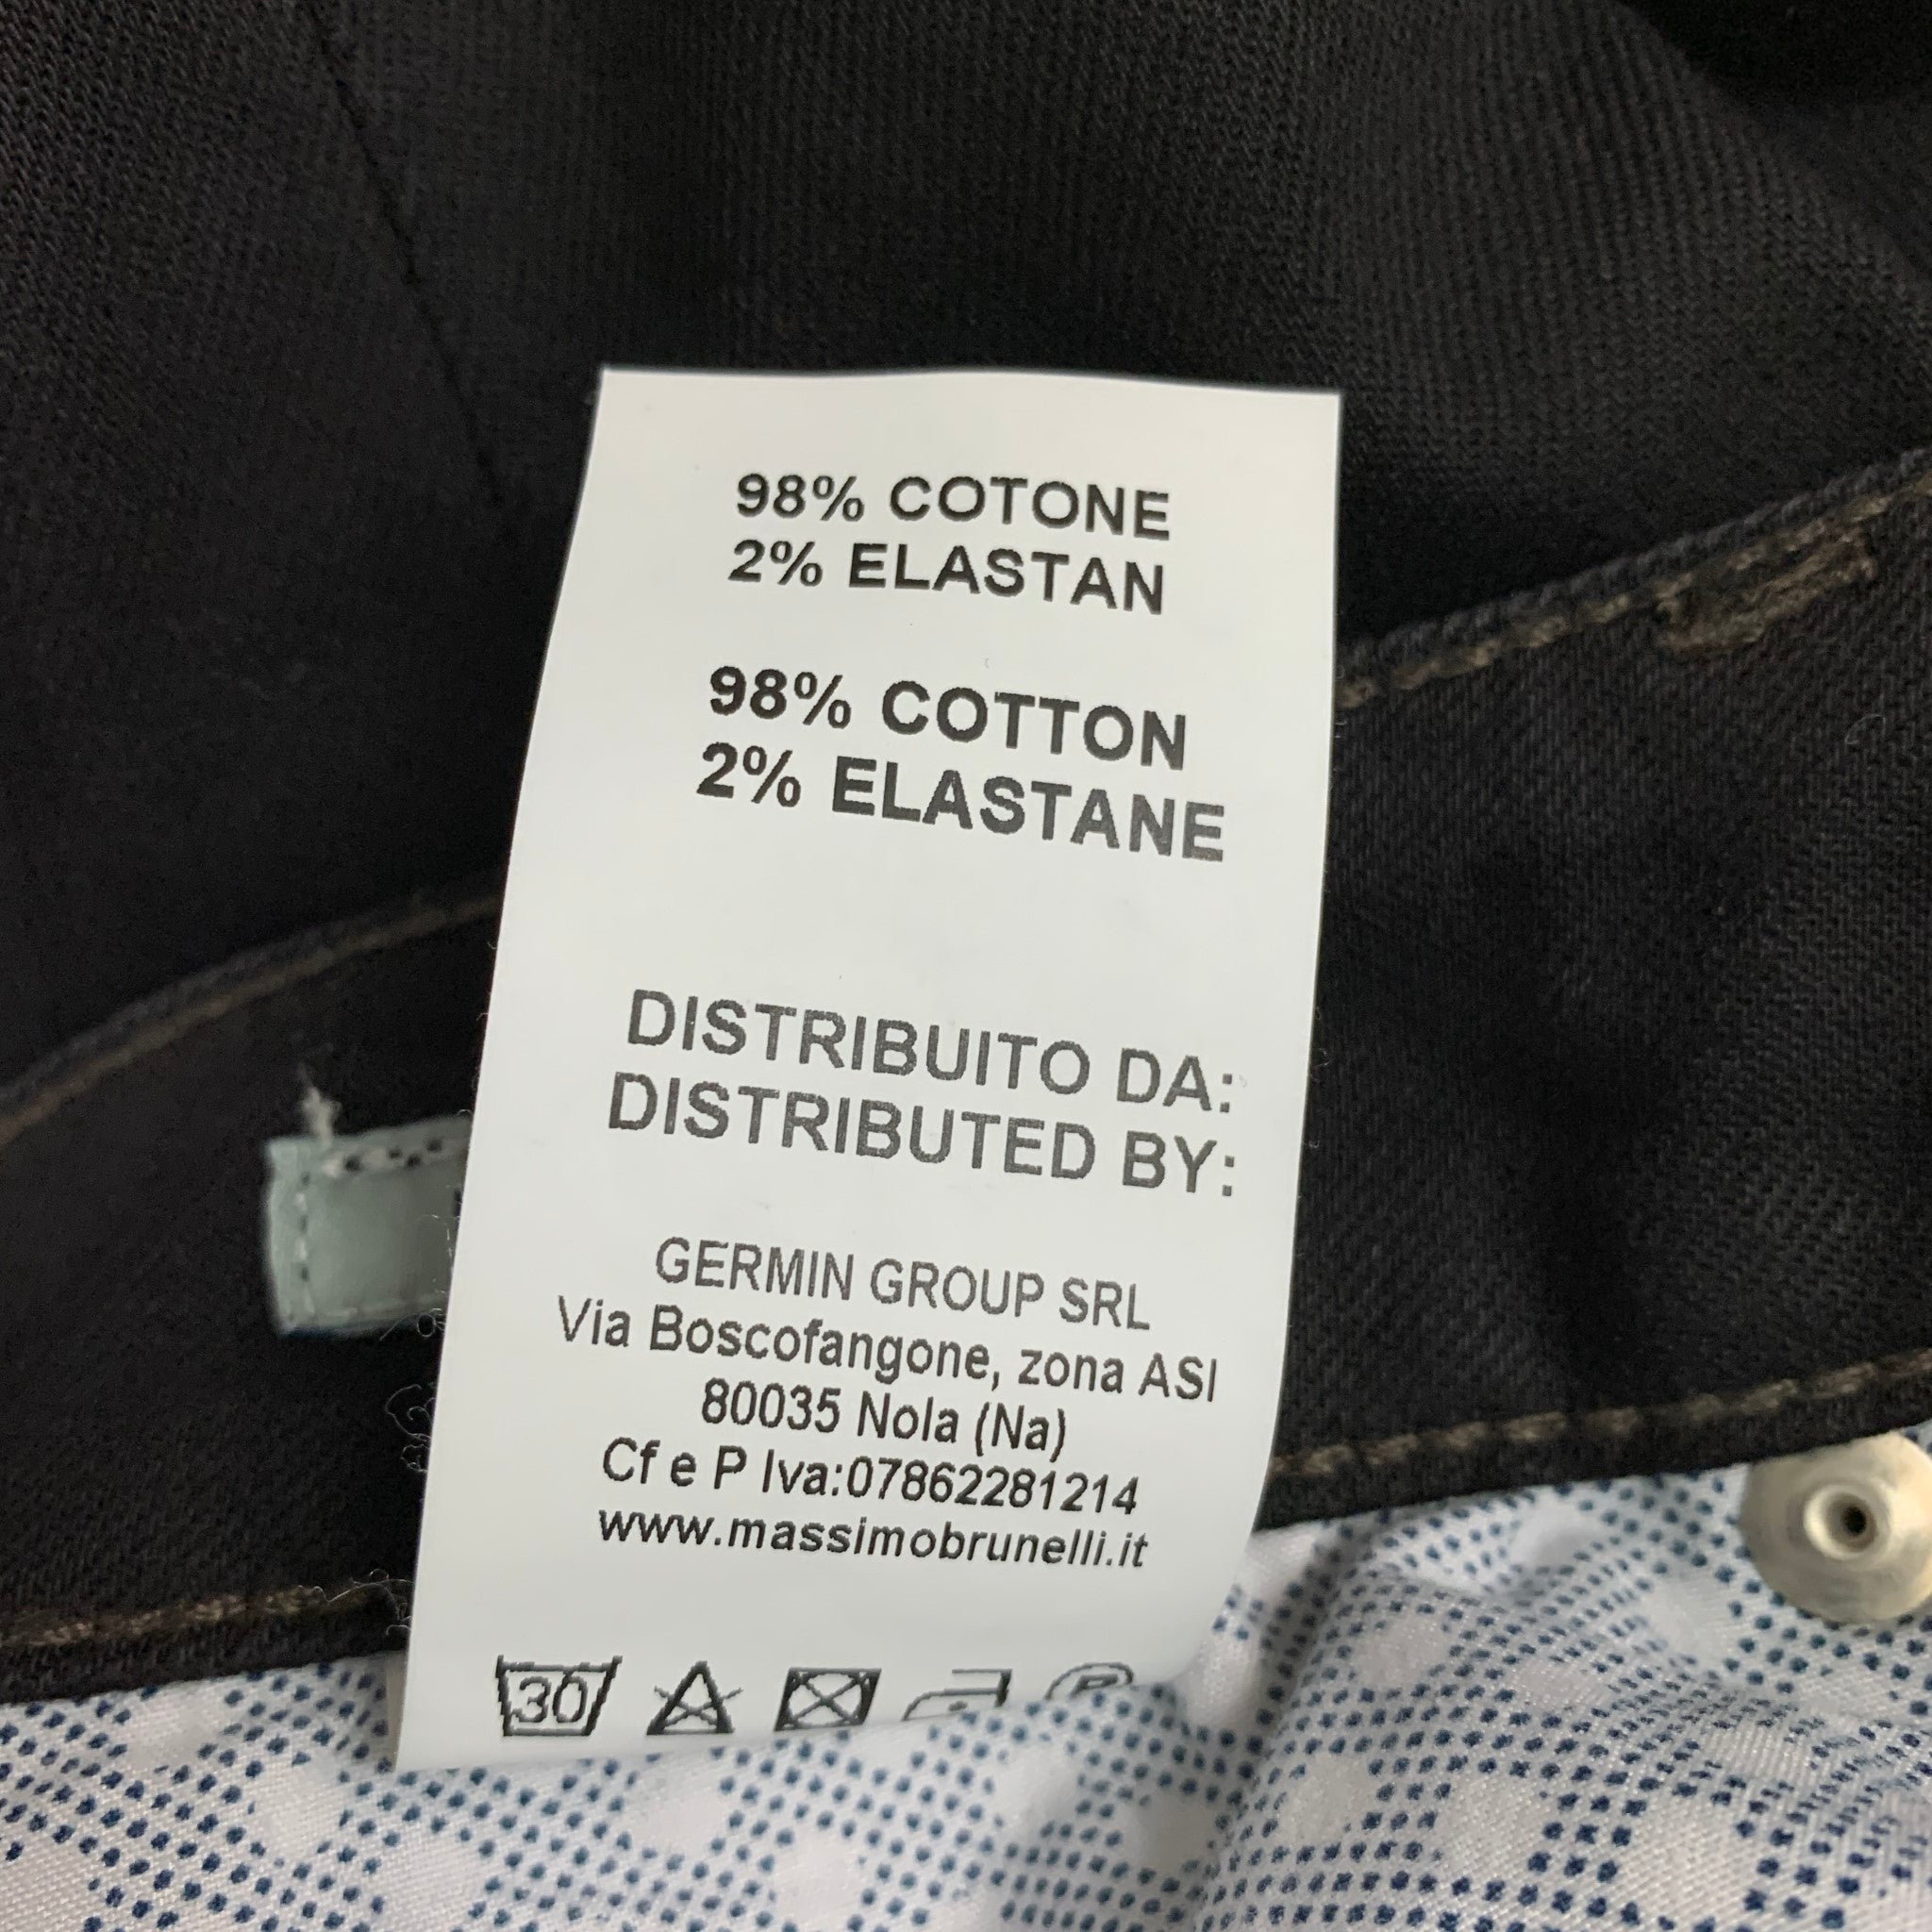 98% COTONE
2% ELASTAN
98% COTTON
2% ELASTANE
DISTRIBUITO DA:
DISTRIBUTED BY:
GERMIN GROUP SRL
Via Boscofangone, zona ASI
80035 Nola (Na)
Cf e P Iva:07862281214
www.massimobrunelli.it
30
P